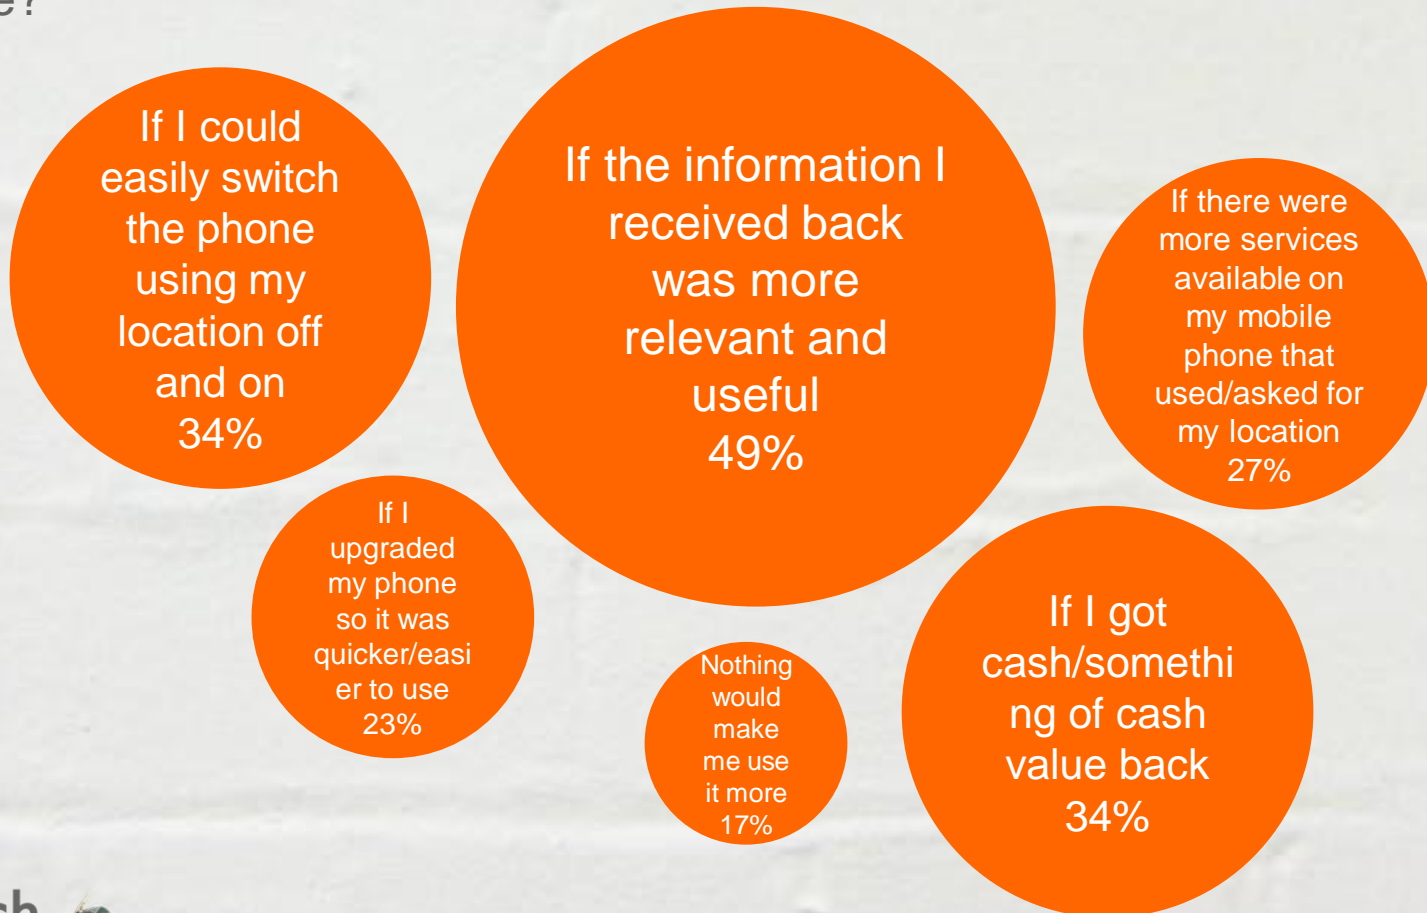 e?
If I could
easily switch
the phone
using my
location off
and on
34%
If the information I
received back
was more
relevant and
useful
49%
If there were
more services
available on
my mobile
phone that
used/asked for
my location
27%
If I
upgraded
my phone
so it was
quicker/easi
er to use
23%
Nothing
would
make
me use
it more
17%
If I got
cash/somethi
ng of cash
value back
34%
ch